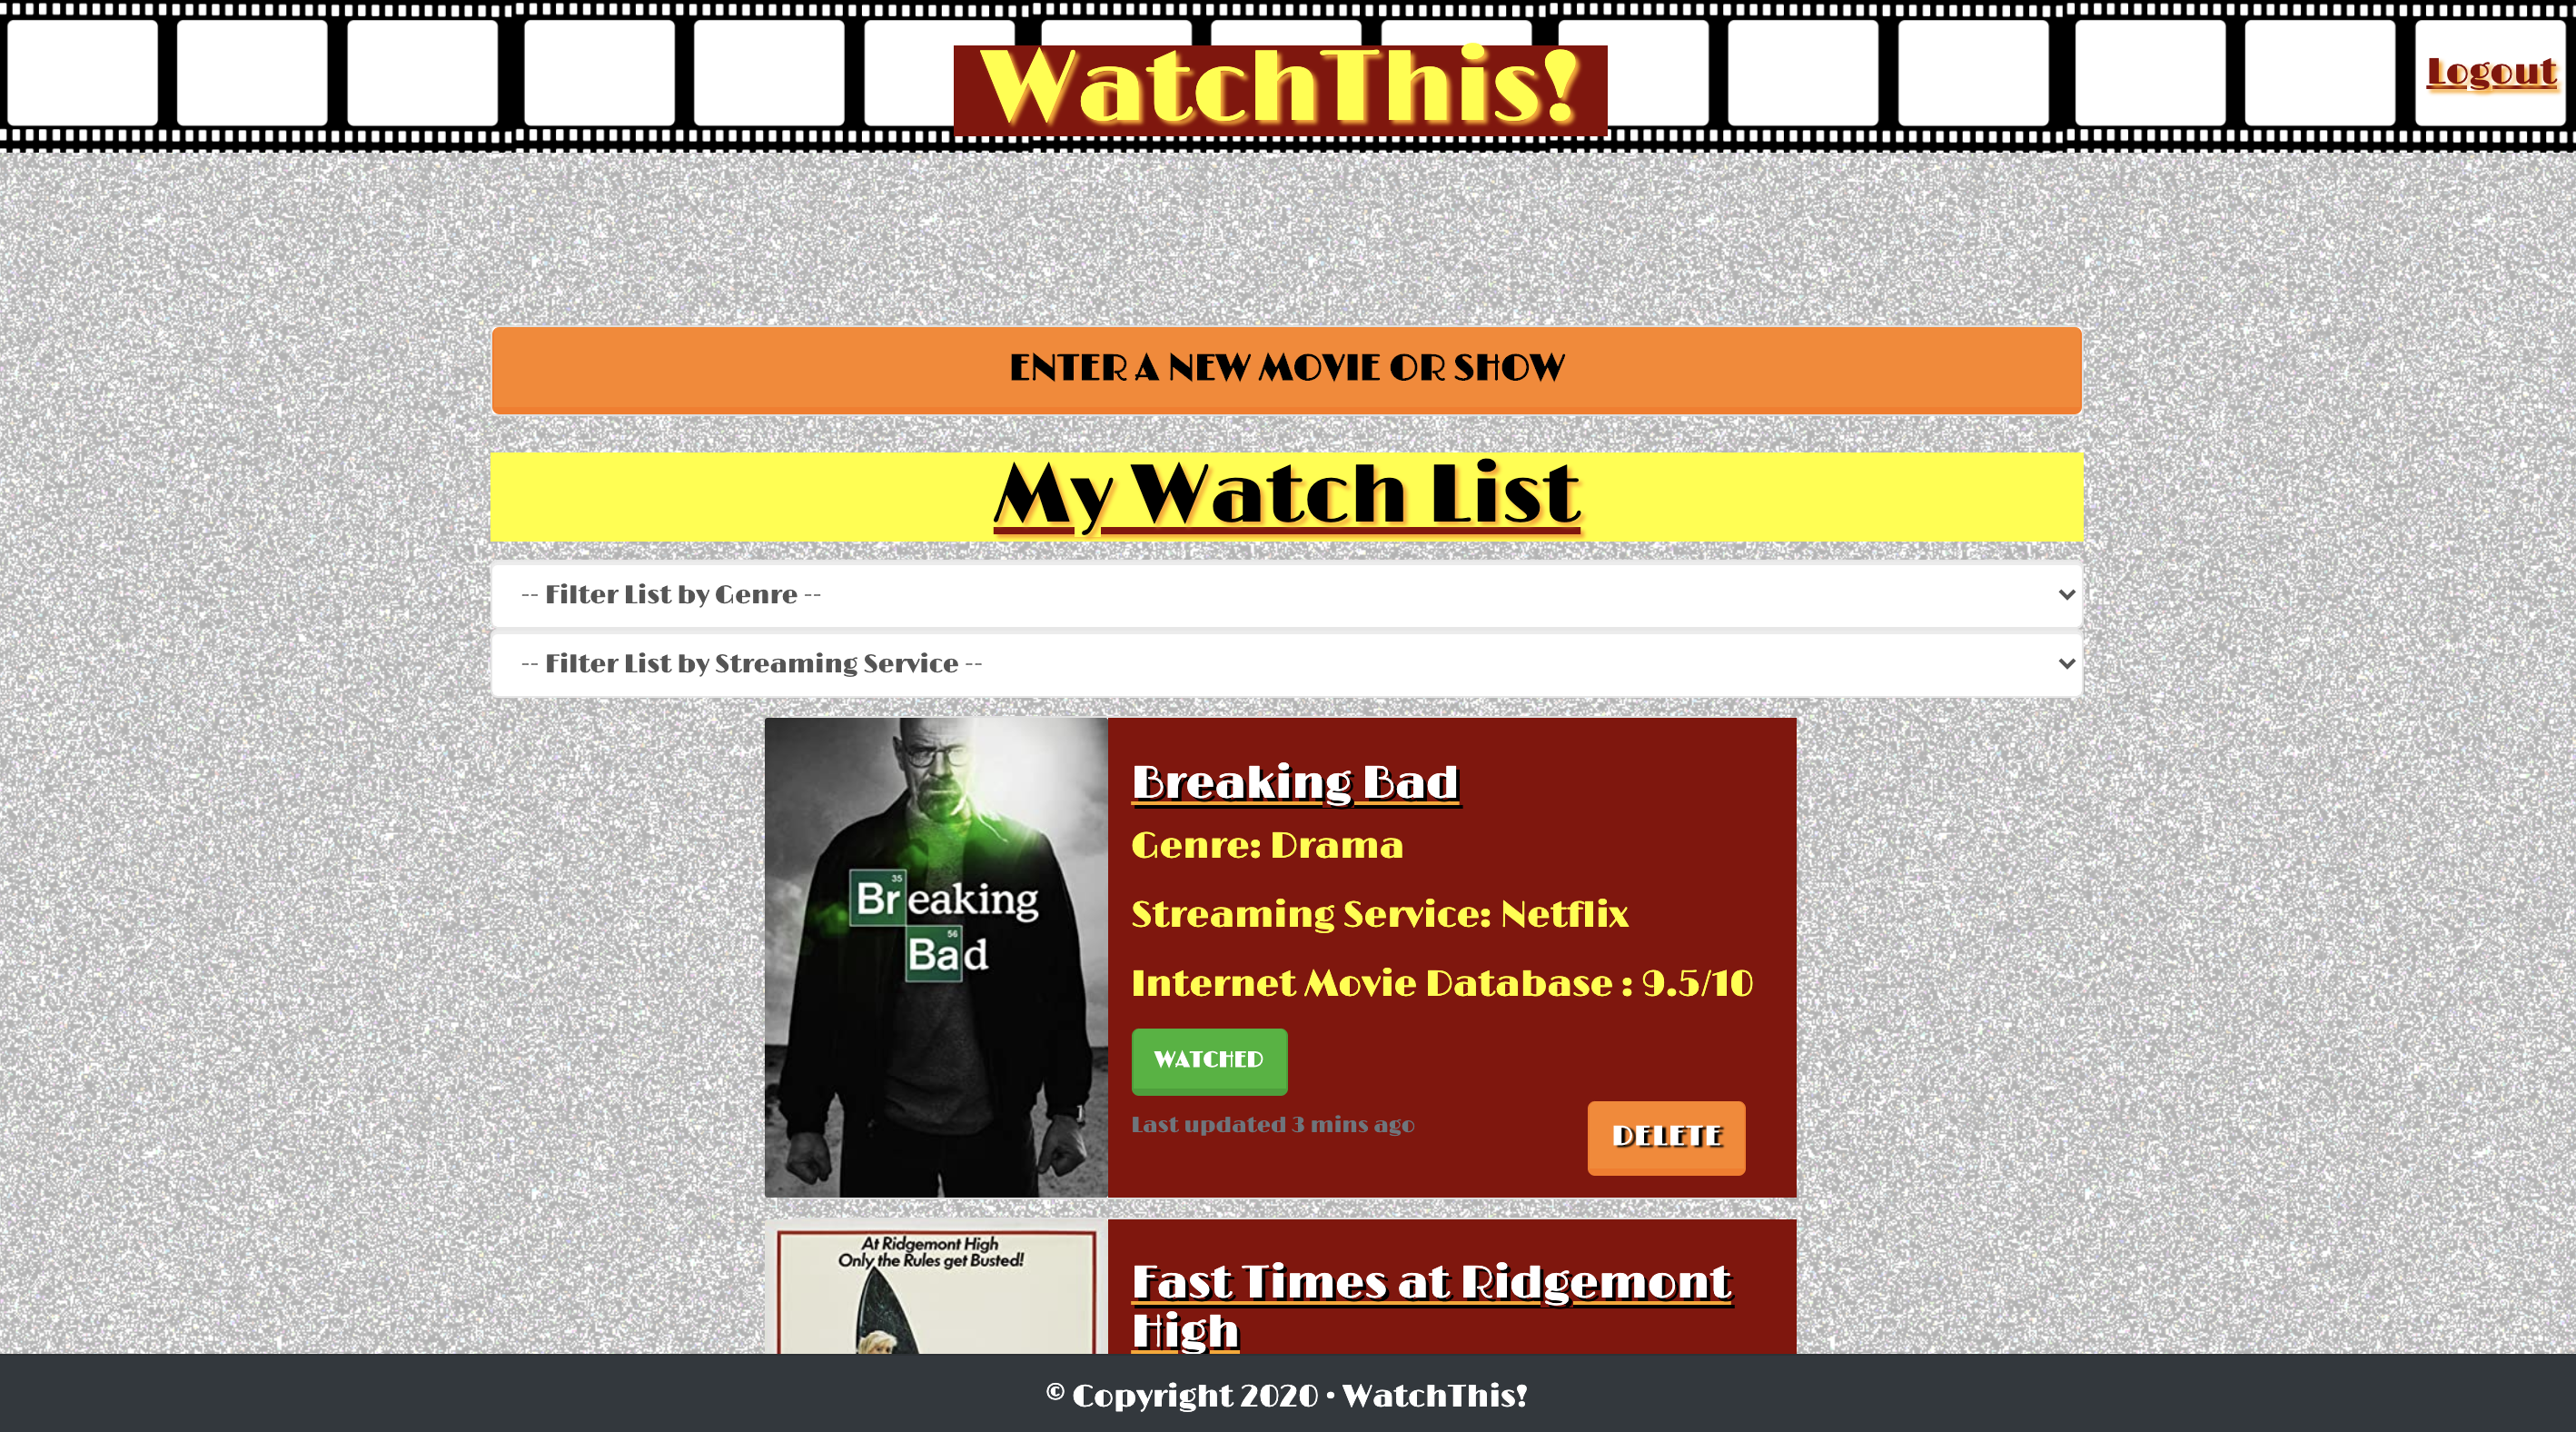 WatchThis!
Logout
ENTER A NEW MOVIE OR SHOW
My Watch List
-- Filter List by Genre --
-- Filter List by Streaming Service --
35
Breaking
56
Bad
Breaking Bad
Genre: Drama
Streaming Service: Netflix
Internet Movie Database : 9.5/10
WATCHED
Last updated 3 mins ago
DELETE
At Ridgemont High
Only the Rules get Busted!
Fast Times at Ridgemont
High
© Copyright 2020 · WatchThis!